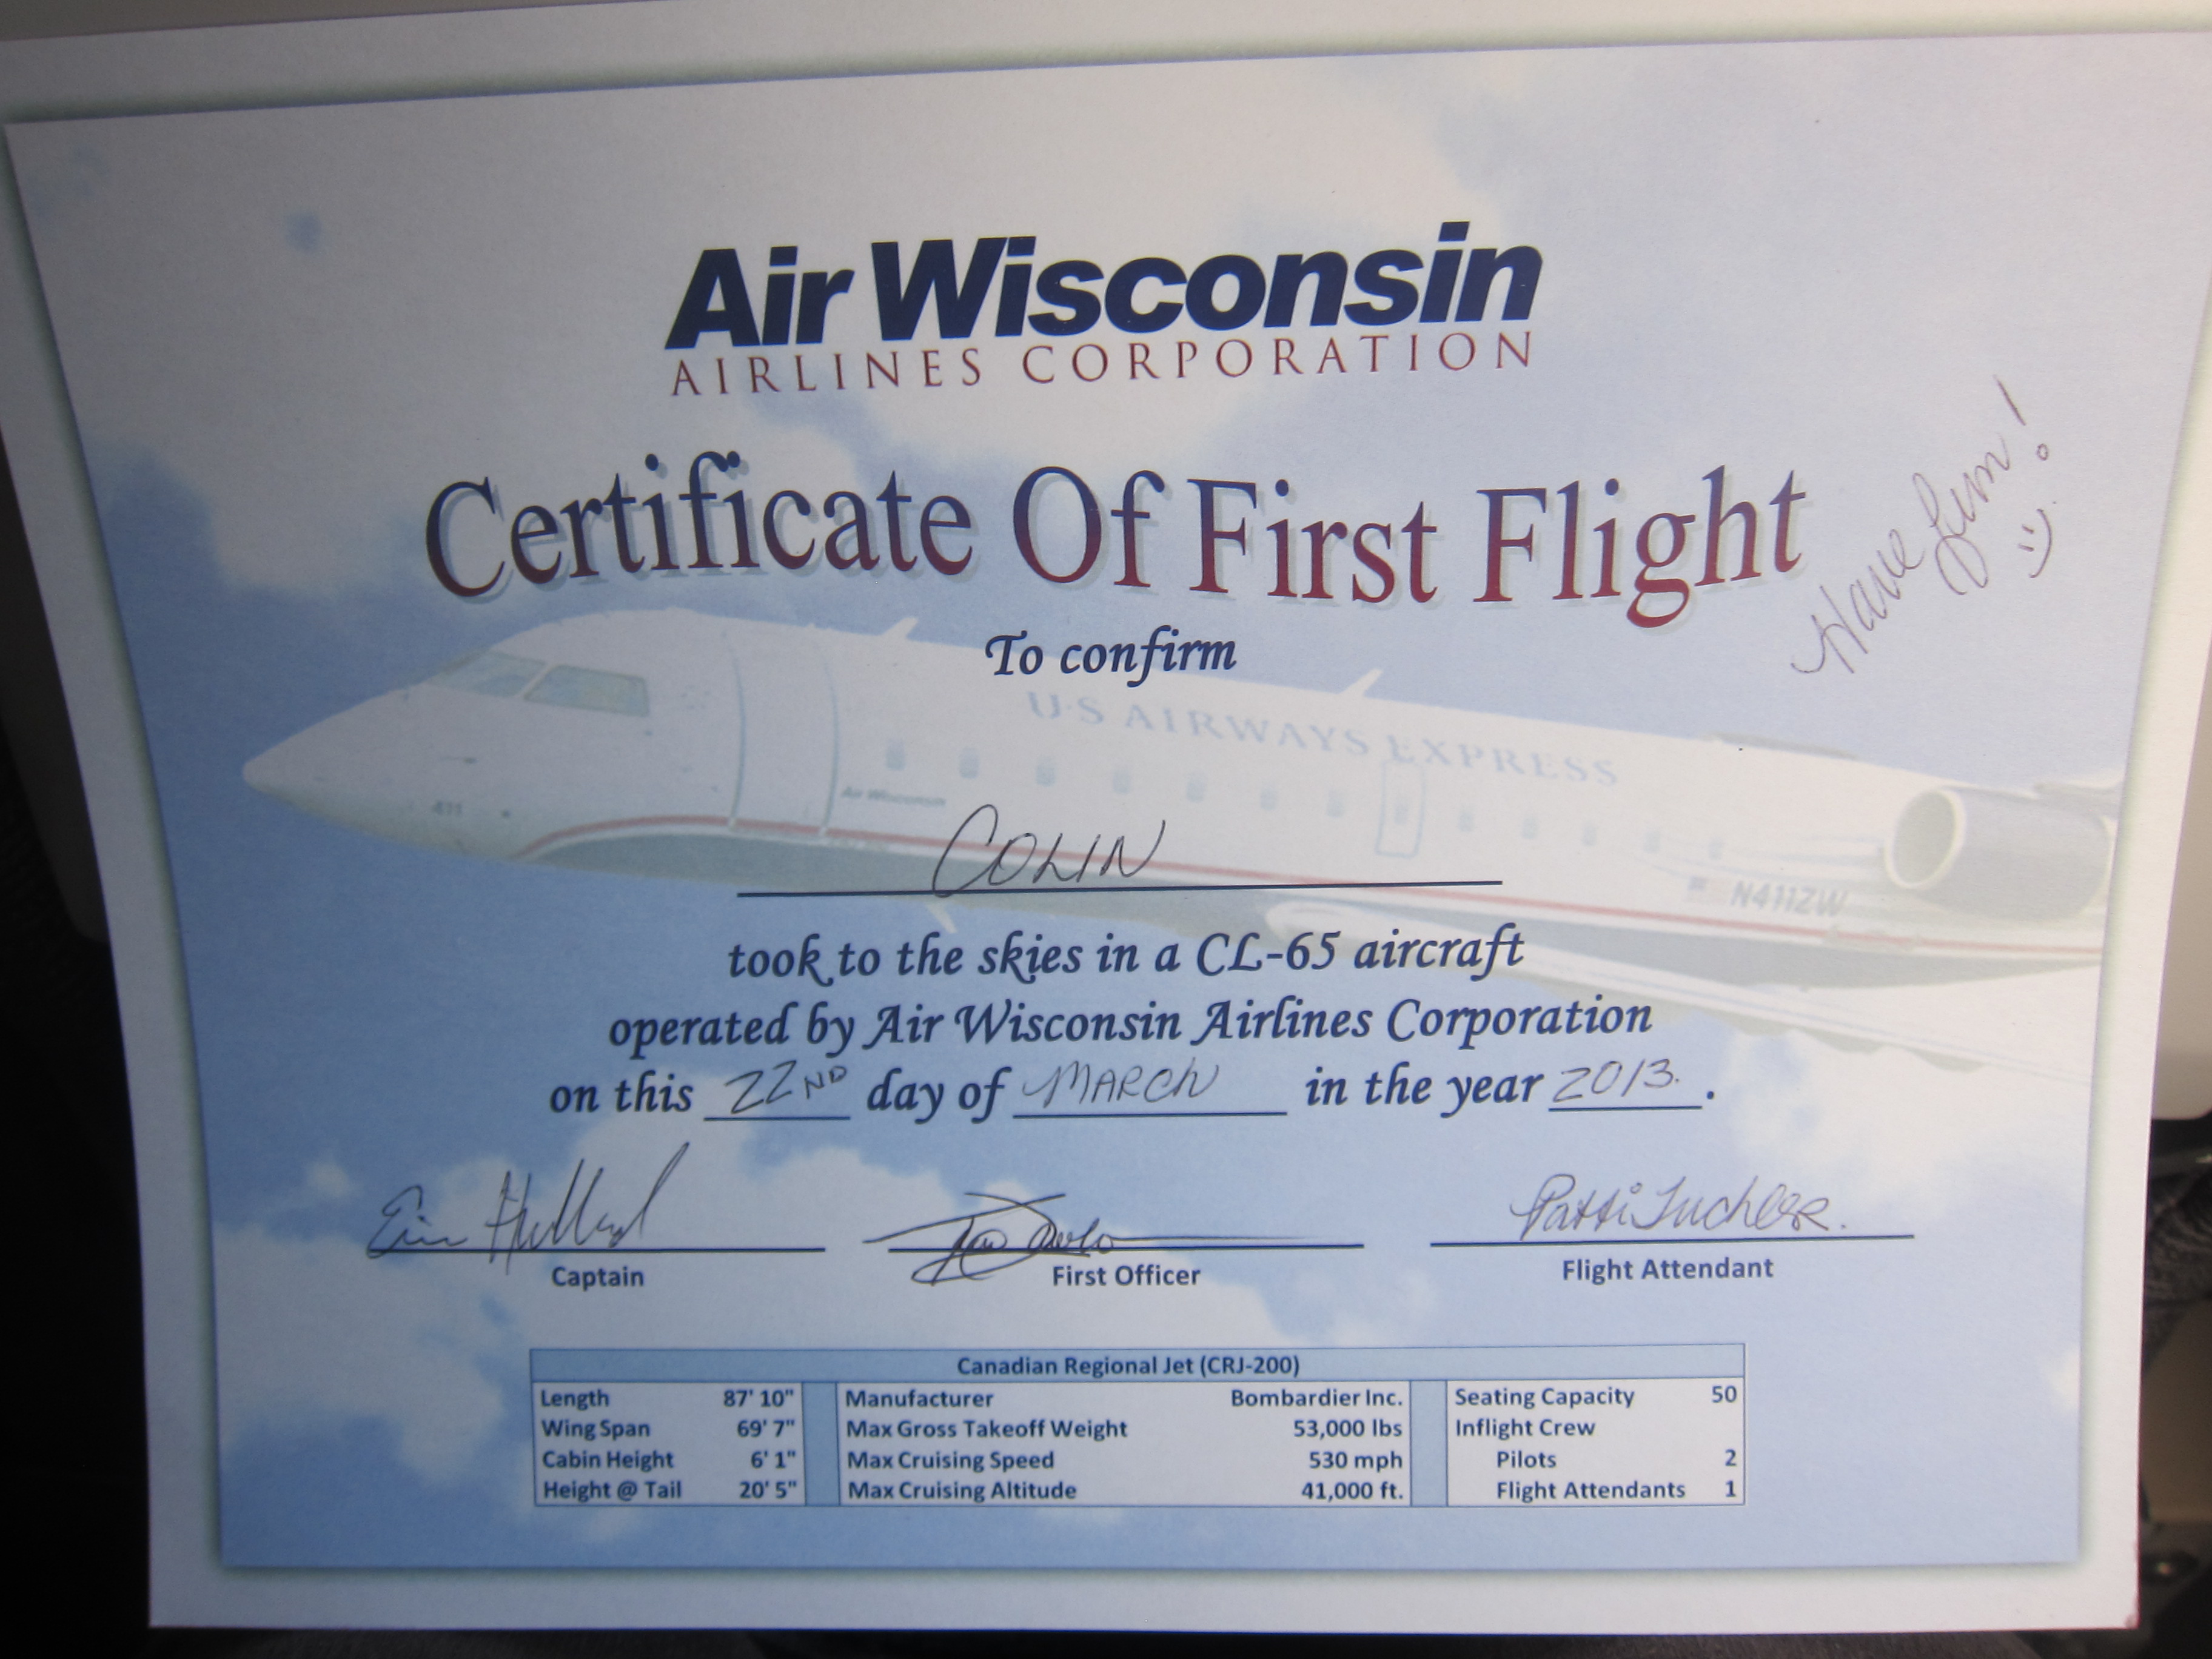 Air Wisconsin
AIRLINES CORPORATION
Certificate Of First Flight
Have fun! :)
To confirm
U·S AIRWAYS EXPRESS
411
Air Wisconsin
COLIN
N411ZW
took to the skies in a CL-65 aircraft
operated by Air Wisconsin Airlines Corporation
on this 22ND day of MARCH in the year 2013.
Patti
Captain First Officer Flight Attendant
Canadian Regional Jet (CRJ-200)
Length 87' 10" Manufacturer Bombardier Inc. Seating Capacity 50
Wing Span 69' 7" Max Gross Takeoff Weight 53,000 lbs Inflight Crew
Cabin Height 6' 1" Max Cruising Speed 530 mph Pilots 2
Height @ Tail 20' 5" Max Cruising Altitude 41,000 ft. Flight Attendants 1